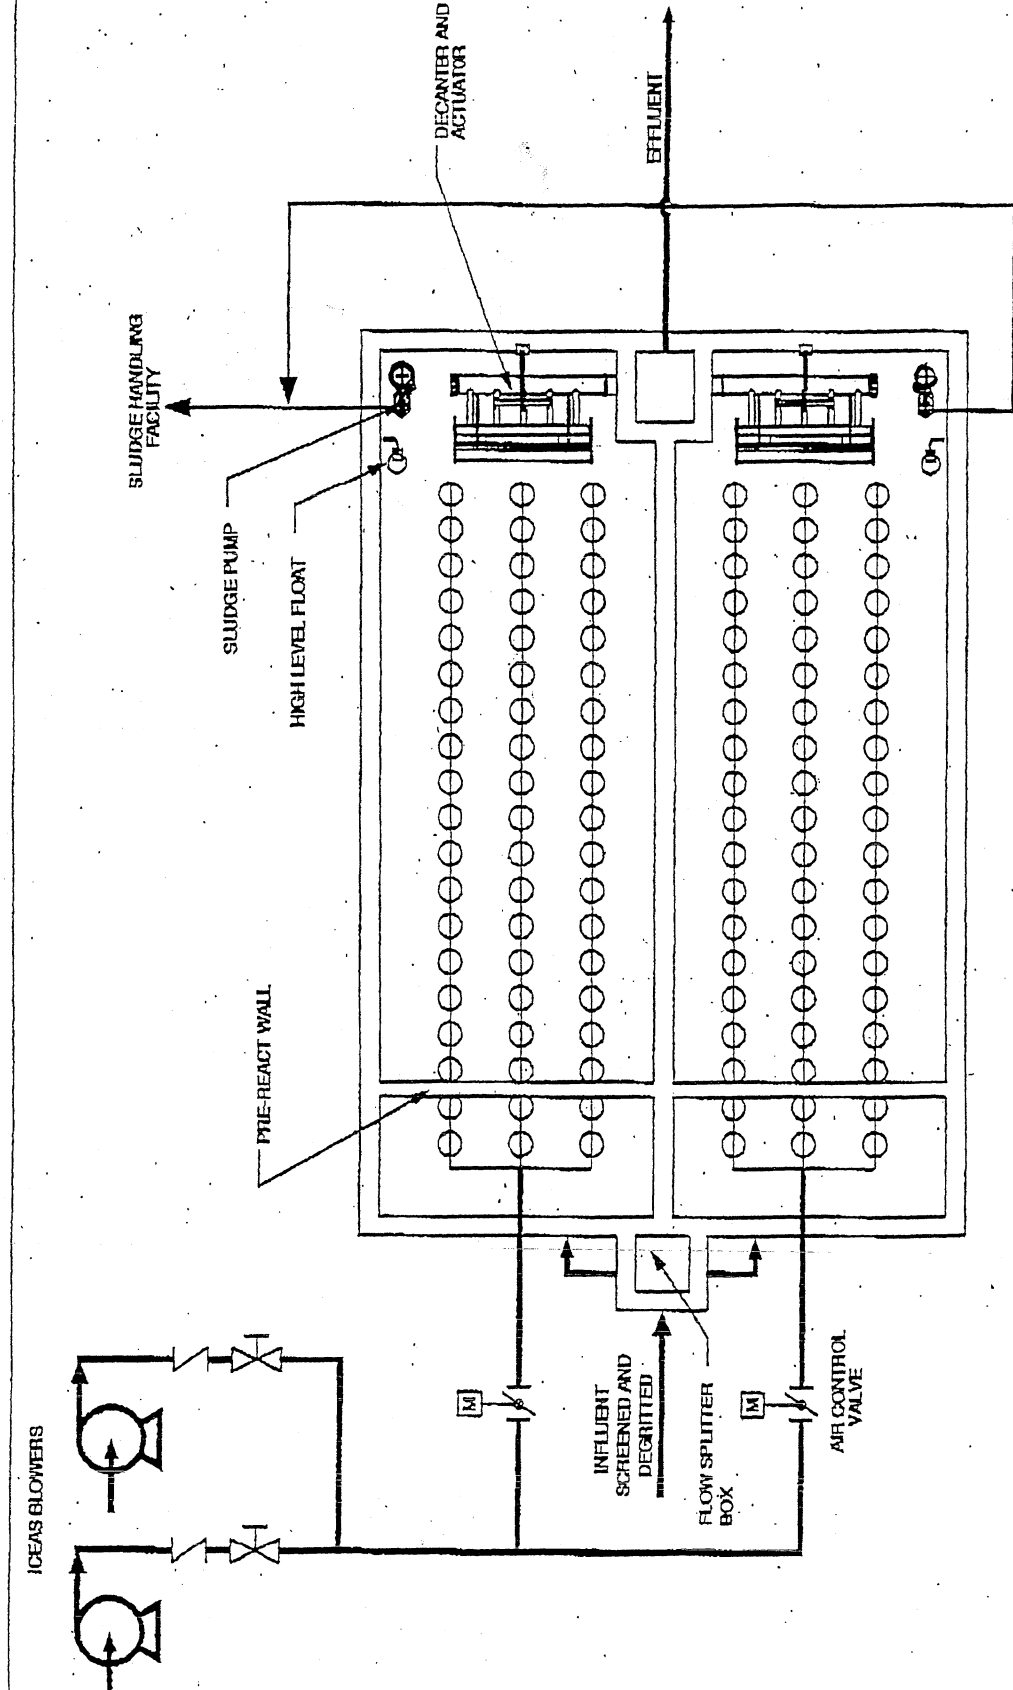 ICEAS BLOWERS
INFLUENT
SCREENED AND
DEGRITTED
FLOW SPLITTER
BOX
AIR CONTROL
VALVE
M
M
PRE-REACT WALL
HIGH LEVEL FLOAT
SLUDGE PUMP
SLUDGE HANDLING
FACILITY
DECANTER AND
ACTUATOR
EFFLUENT